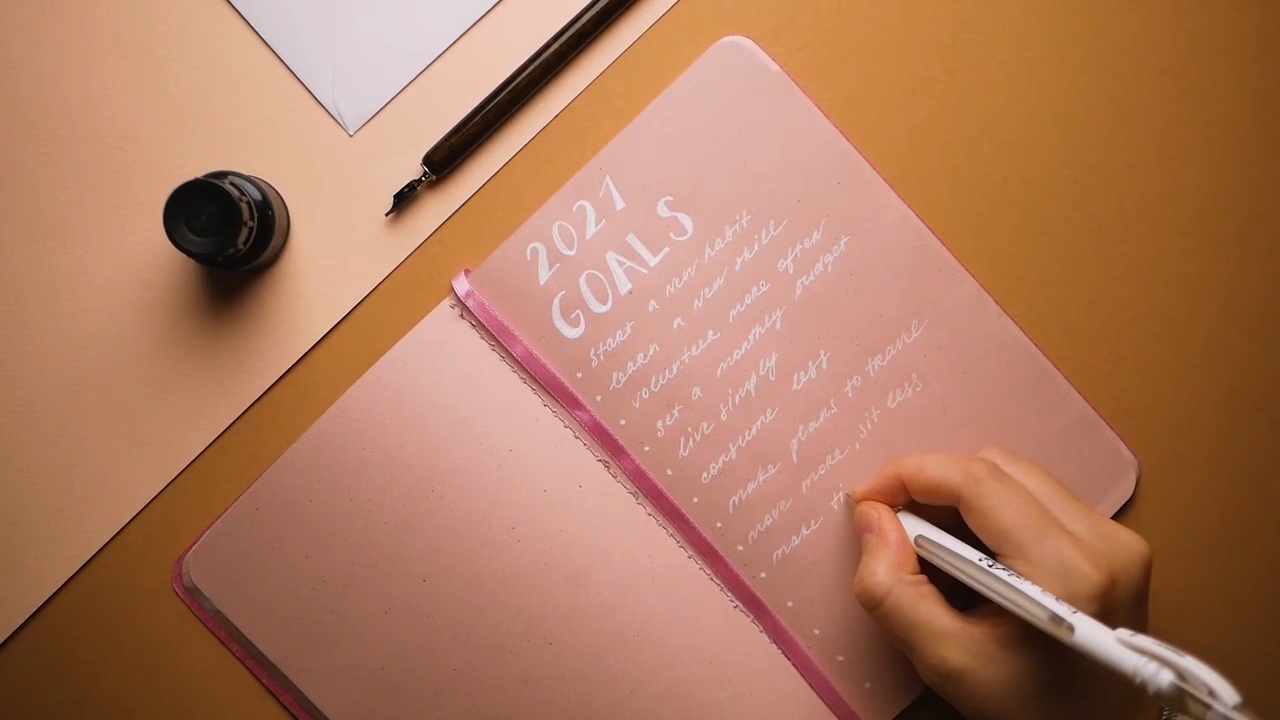 2021
GOALS
• start a new habit
• learn a new skill
• volunteer more often
• set a monthly budget
• live simply
• consume less
• make plans to travel
• move more, sit less
• make